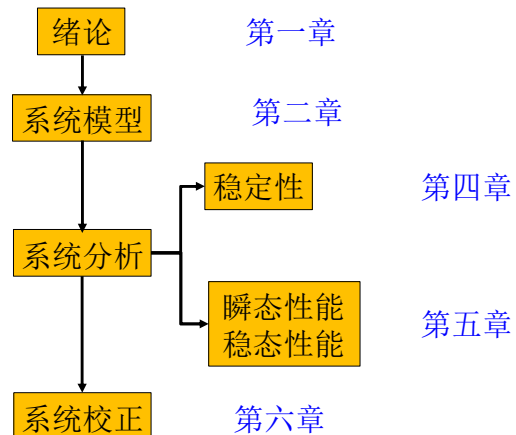 绪论
第一章
系统模型
第二章
稳定性
第四章
系统分析
瞬态性能
稳态性能
第五章
系统校正
第六章